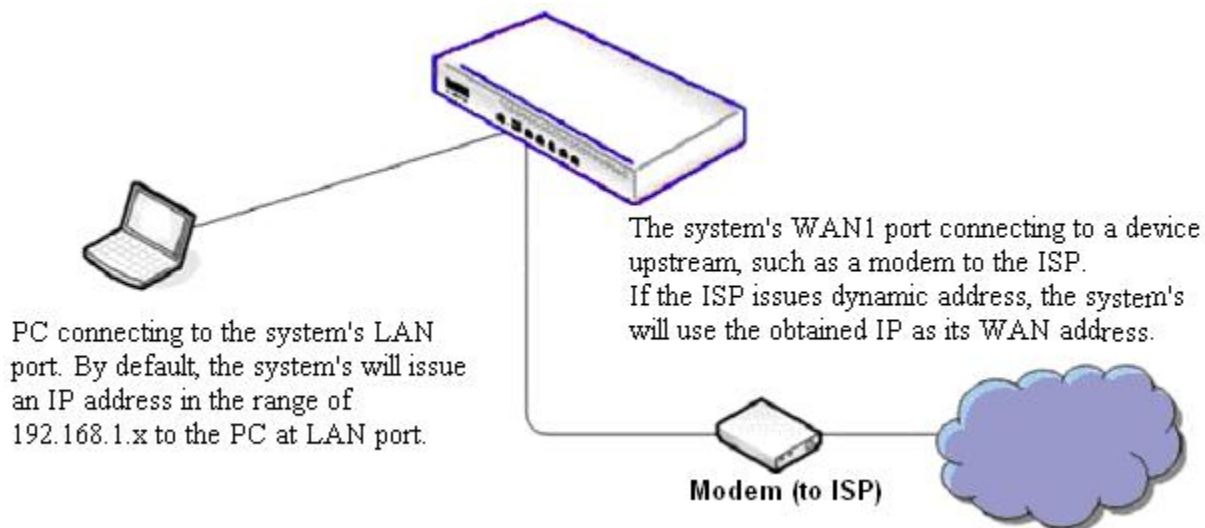 The system's WAN1 port connecting to a device
upstream, such as a modem to the ISP.
If the ISP issues dynamic address, the system's
will use the obtained IP as its WAN address.
PC connecting to the system's LAN
port. By default, the system's will issue
an IP address in the range of
192.168.1.x to the PC at LAN port.
Modem (to ISP)